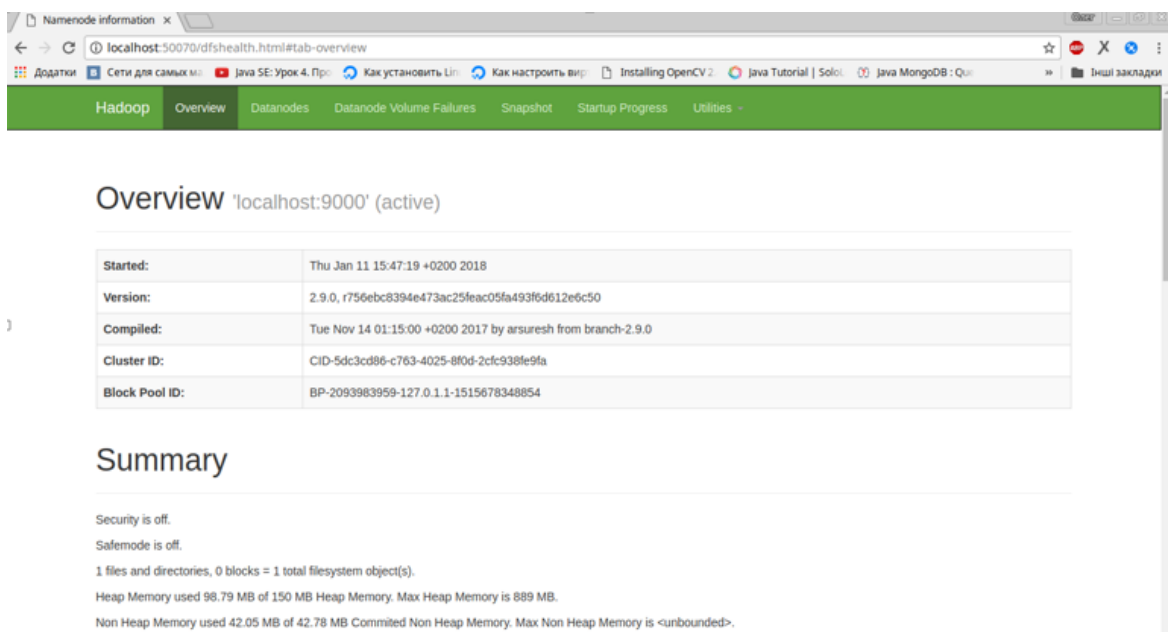 Namenode information
localhost:50070/dfshealth.html#tab-overview
Додатки Сети для самых ма Java SE: Урок 4. Про Как установить Lin Как настроить вир Installing OpenCV 2. Java Tutorial | SoloL Java MongoDB : Qui » Інші закладки
Hadoop Overview Datanodes Datanode Volume Failures Snapshot Startup Progress Utilities
Overview 'localhost:9000' (active)
Started: Thu Jan 11 15:47:19 +0200 2018
Version: 2.9.0, r756ebc8394e473ac25feac05fa493f6d612e6c50
Compiled: Tue Nov 14 01:15:00 +0200 2017 by arsuresh from branch-2.9.0
Cluster ID: CID-5dc3cd86-c763-4025-8f0d-2cfc938fe9fa
Block Pool ID: BP-2093983959-127.0.1.1-1515678348854
Summary
Security is off.
Safemode is off.
1 files and directories, 0 blocks = 1 total filesystem object(s).
Heap Memory used 98.79 MB of 150 MB Heap Memory. Max Heap Memory is 889 MB.
Non Heap Memory used 42.05 MB of 42.78 MB Commited Non Heap Memory. Max Non Heap Memory is <unbounded>.